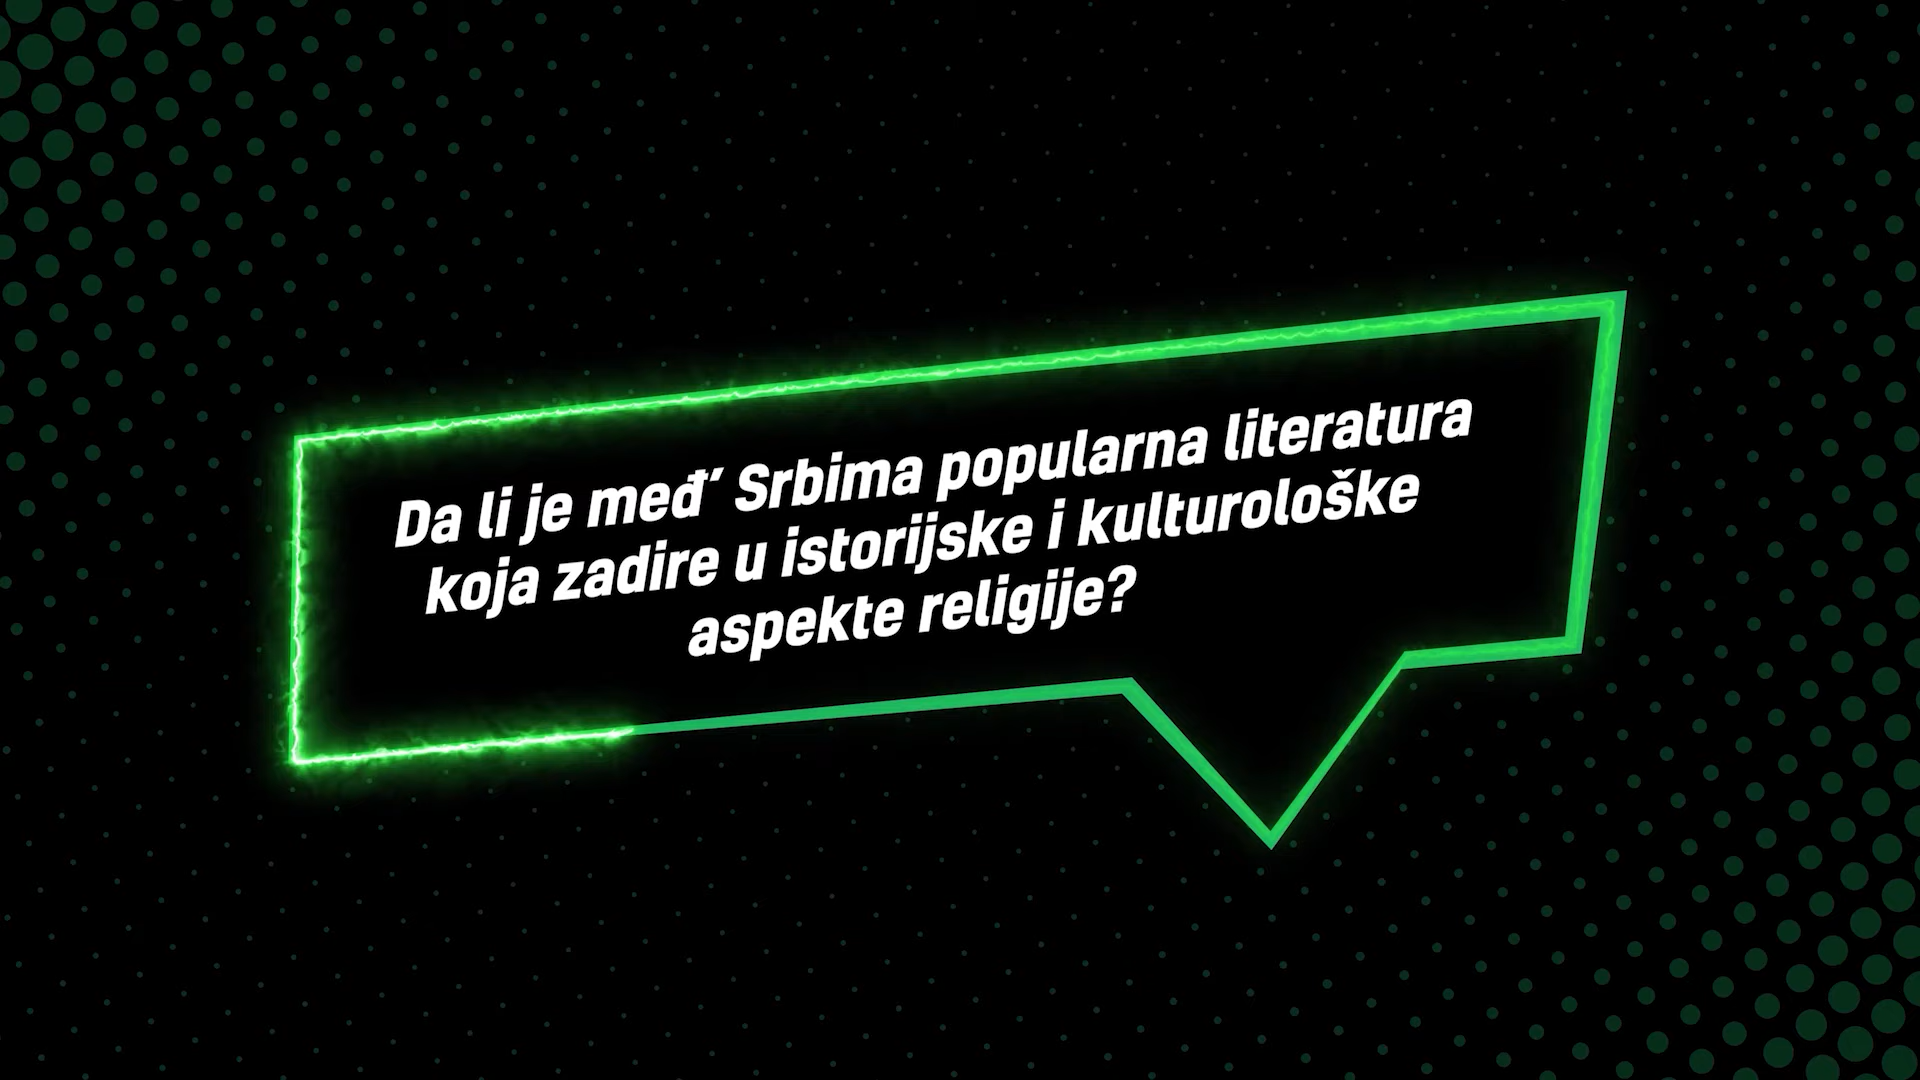 Da li je međ’ Srbima popularna literatura
koja zadire u istorijske i kulturološke
aspekte religije?